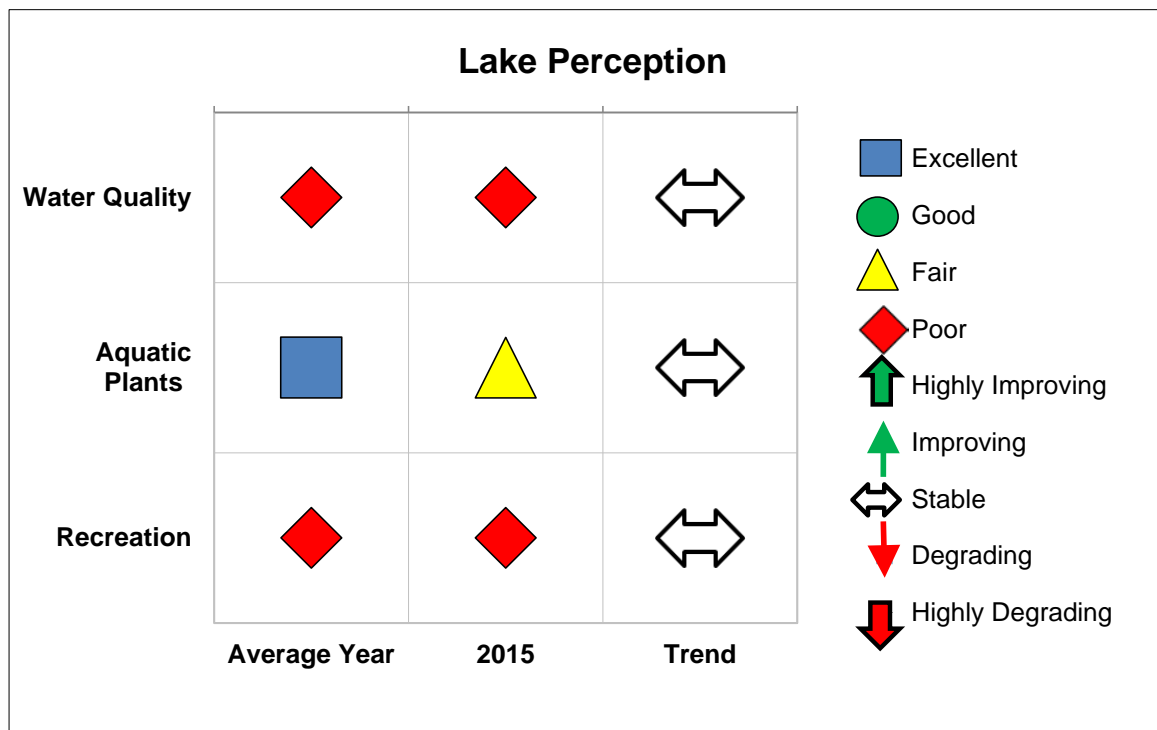 Lake Perception
Water Quality
Aquatic
Plants
Recreation
Average Year
2015
Trend
Excellent
Good
Fair
Poor
Highly Improving
Improving
Stable
Degrading
Highly Degrading